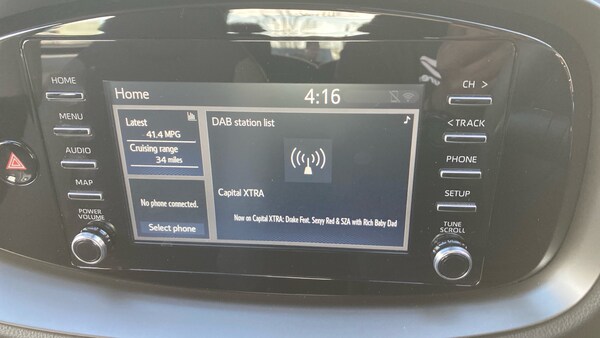 HOME
MENU
AUDIO
MAP
POWER
VOLUME
Home
4:16
Latest
41.4 MPG
Cruising range
34 miles
No phone connected.
Select phone
DAB station list
Capital XTRA
Now on Capital XTRA: Drake Feat. Sexyy Red & SZA with Rich Baby Dad
CH >
< TRACK
PHONE
SETUP
TUNE
SCROLL